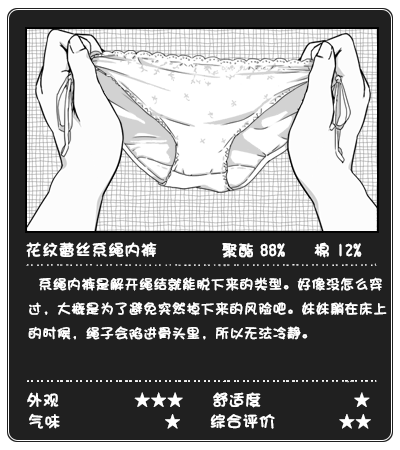 花纹蕾丝系绳内裤 聚酯 88% 棉 12%
系绳内裤是解开绳结就能脱下来的类型。好像没怎么穿
过，大概是为了避免突然掉下来的风险吧。妹妹躺在床上
的时候，绳子会陷进骨头里，所以无法冷静。
外观 ★★★ 舒适度 ★
气味 ★ 综合评价 ★★